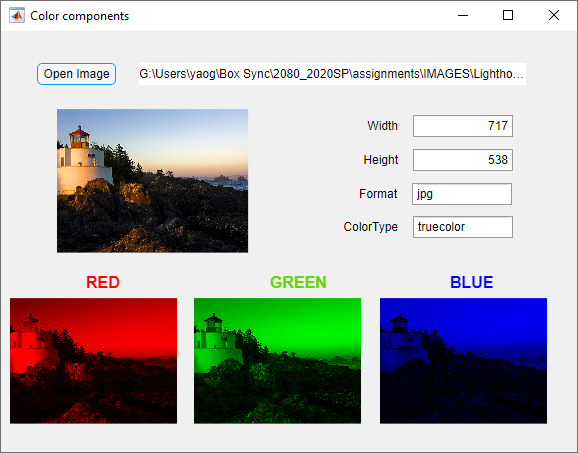 Color components
Open Image
G:\Users\yaog\Box Sync\2080_2020SP\assignments\IMAGES\Lightho...
Width 717
Height 538
Format jpg
ColorType truecolor
RED GREEN BLUE